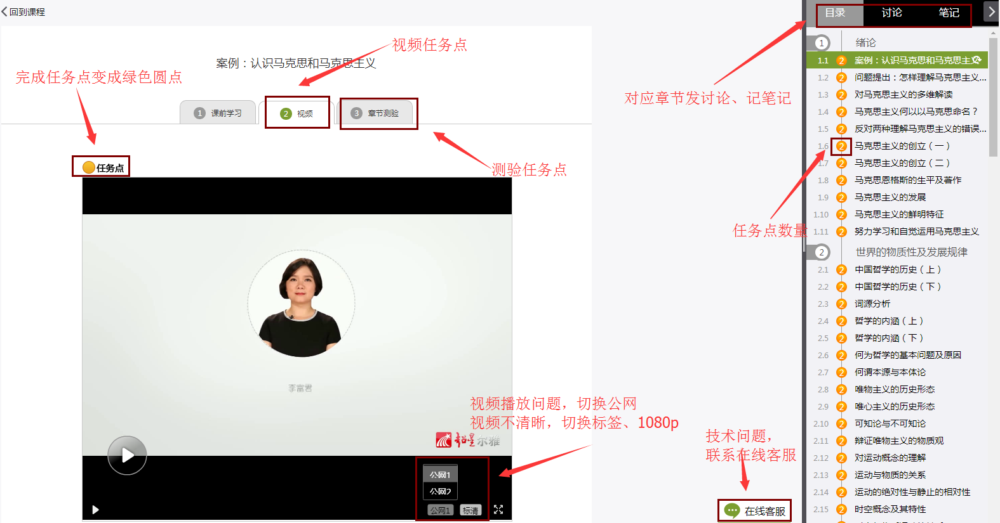 回到课程
目录
讨论
笔记
案例：认识马克思和马克思主义
视频任务点
完成任务点变成绿色圆点
对应章节发讨论、记笔记
1 课前学习
2 视频
3 章节测验
测验任务点
任务点
任务点数量
李富君
视频播放问题，切换公网
视频不清晰，切换标签、1080p
超星尔雅
公网1
公网2
公网1
标清
技术问题，
联系在线客服
在线客服
1 绪论
1.1 2 案例：认识马克思和马克思主义
1.2 2 问题提出：怎样理解马克思主义...
1.3 2 对马克思主义的多维解读
1.4 2 马克思主义何以以马克思命名？
1.5 2 反对两种理解马克思主义的错误...
1.6 2 马克思主义的创立（一）
1.7 2 马克思主义的创立（二）
1.8 2 马克思恩格斯的生平及著作
1.9 2 马克思主义的发展
1.10 2 马克思主义的鲜明特征
1.11 2 努力学习和自觉运用马克思主义
2 世界的物质性及发展规律
2.1 2 中国哲学的历史（上）
2.2 2 中国哲学的历史（下）
2.3 2 词源分析
2.4 2 哲学的内涵（上）
2.5 2 哲学的内涵（下）
2.6 2 何为哲学的基本问题及原因
2.7 2 何谓本源与本体论
2.8 2 唯物主义的历史形态
2.9 2 唯心主义的历史形态
2.10 2 可知论与不可知论
2.11 2 辩证唯物主义的物质观
2.12 2 对运动概念的理解
2.13 2 运动与物质的关系
2.14 2 运动的绝对性与静止的相对性
2.15 2 时空概念及其特性